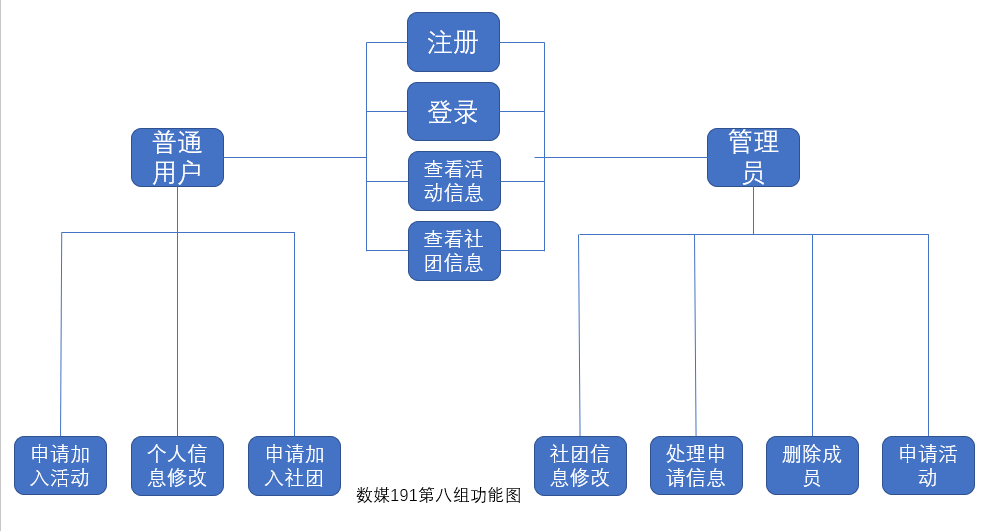 注册
登录
普通
用户
管理
员
查看活
动信息
查看社
团信息
申请加
入活动
个人信
息修改
申请加
入社团
社团信
息修改
处理申
请信息
删除成
员
申请活
动
数媒191第八组功能图